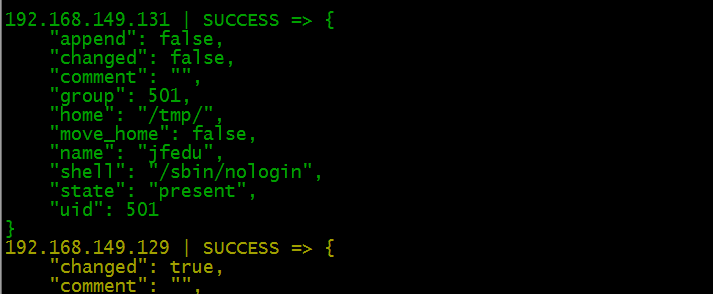 192.168.149.131 | SUCCESS => {
    "append": false,
    "changed": false,
    "comment": "",
    "group": 501,
    "home": "/tmp/",
    "move_home": false,
    "name": "jfedu",
    "shell": "/sbin/nologin",
    "state": "present",
    "uid": 501
}
192.168.149.129 | SUCCESS => {
    "changed": true,
    "comment": "",